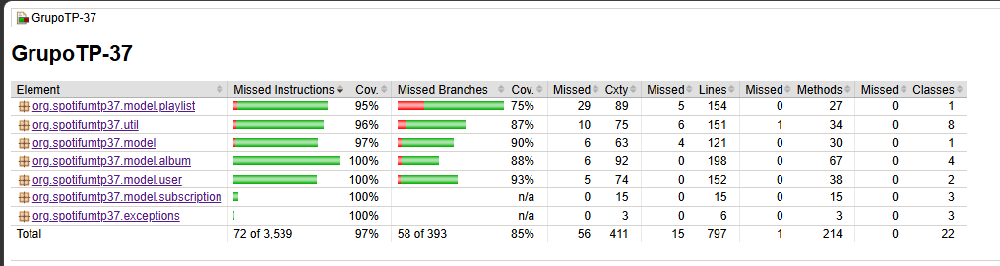 GrupoTP-37
GrupoTP-37
Element Missed Instructions Cov. Missed Branches Cov. Missed Cxty Missed Lines Missed Methods Missed Classes
org.spotifumtp37.model.playlist 95% 75% 29 89 5 154 0 27 0 1
org.spotifumtp37.util 96% 87% 10 75 6 151 1 34 0 8
org.spotifumtp37.model 97% 90% 6 63 4 121 0 30 0 1
org.spotifumtp37.model.album 100% 88% 6 92 0 198 0 67 0 4
org.spotifumtp37.model.user 100% 93% 5 74 0 152 0 38 0 2
org.spotifumtp37.model.subscription 100% n/a 0 15 0 15 0 15 0 3
org.spotifumtp37.exceptions 100% n/a 0 3 0 6 0 3 0 3
Total 72 of 3,539 97% 58 of 393 85% 56 411 15 797 1 214 0 22